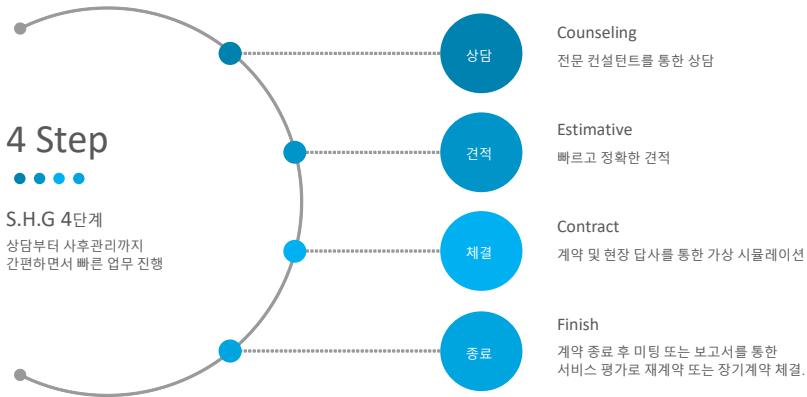 4 Step
S.H.G 4단계
상담부터 사후관리까지
간편하면서 빠른 업무 진행
상담
Counseling
전문 컨설턴트를 통한 상담
견적
Estimative
빠르고 정확한 견적
체결
Contract
계약 및 현장 답사를 통한 가상 시뮬레이션
종료
Finish
계약 종료 후 미팅 또는 보고서를 통한
서비스 평가로 재계약 또는 장기계약 체결.